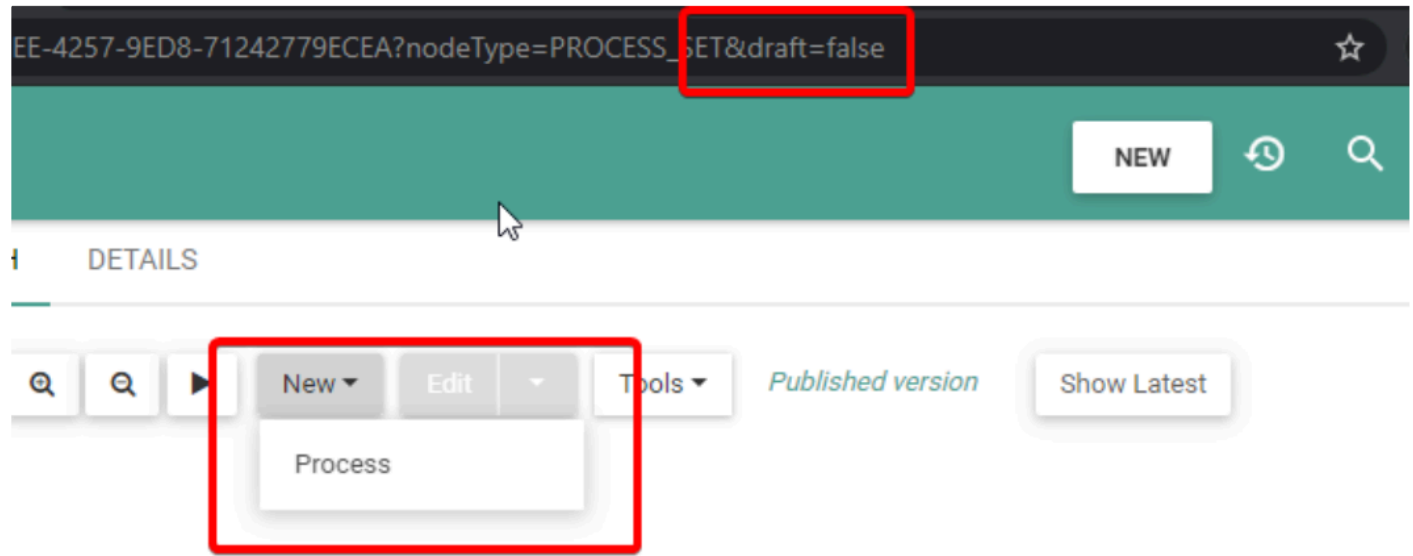 EE-4257-9ED8-71242779ECEA?nodeType=PROCESS_SET&draft=false
NEW
H DETAILS
New Edit Tools Published version Show Latest
Process